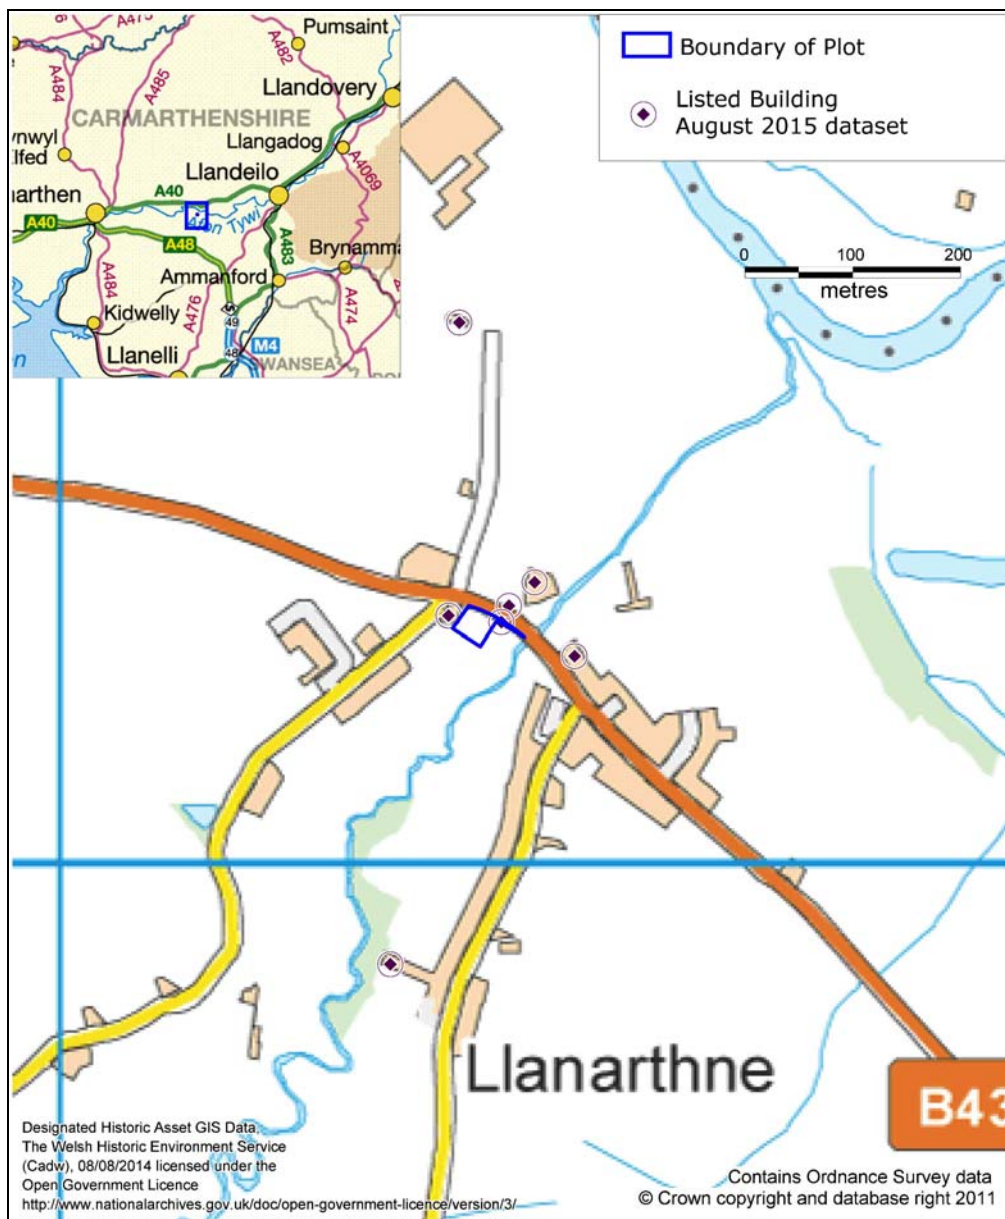 Pumsaint
A482
A484
A485
Llandovery
CARMARTHENSHIRE
Llangadog
Llandeilo
A4069
A40
A40
A48
Afon Tywi
A483
Ammanford
A484
Kidwelly
A476
A474
49
48
M4
Llanelli
Boundary of Plot
Listed Building
August 2015 dataset
0 100 200
metres
Llanarthne
B43
Designated Historic Asset GIS Data,
The Welsh Historic Environment Service
(Cadw), 08/08/2014 licensed under the
Open Government Licence
http://www.nationalarchives.gov.uk/doc/open-government-licence/version/3/
Contains Ordnance Survey data
© Crown copyright and database right 2011